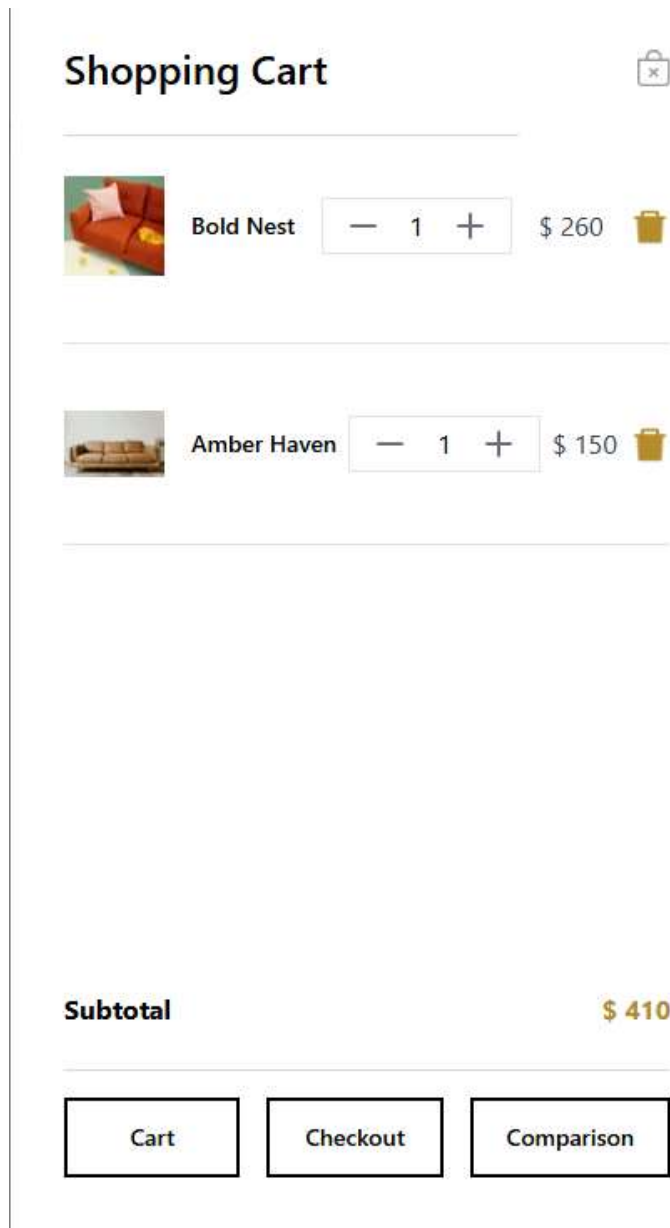 Shopping Cart
Bold Nest 1 $ 260
Amber Haven 1 $ 150
Subtotal $ 410
Cart Checkout Comparison